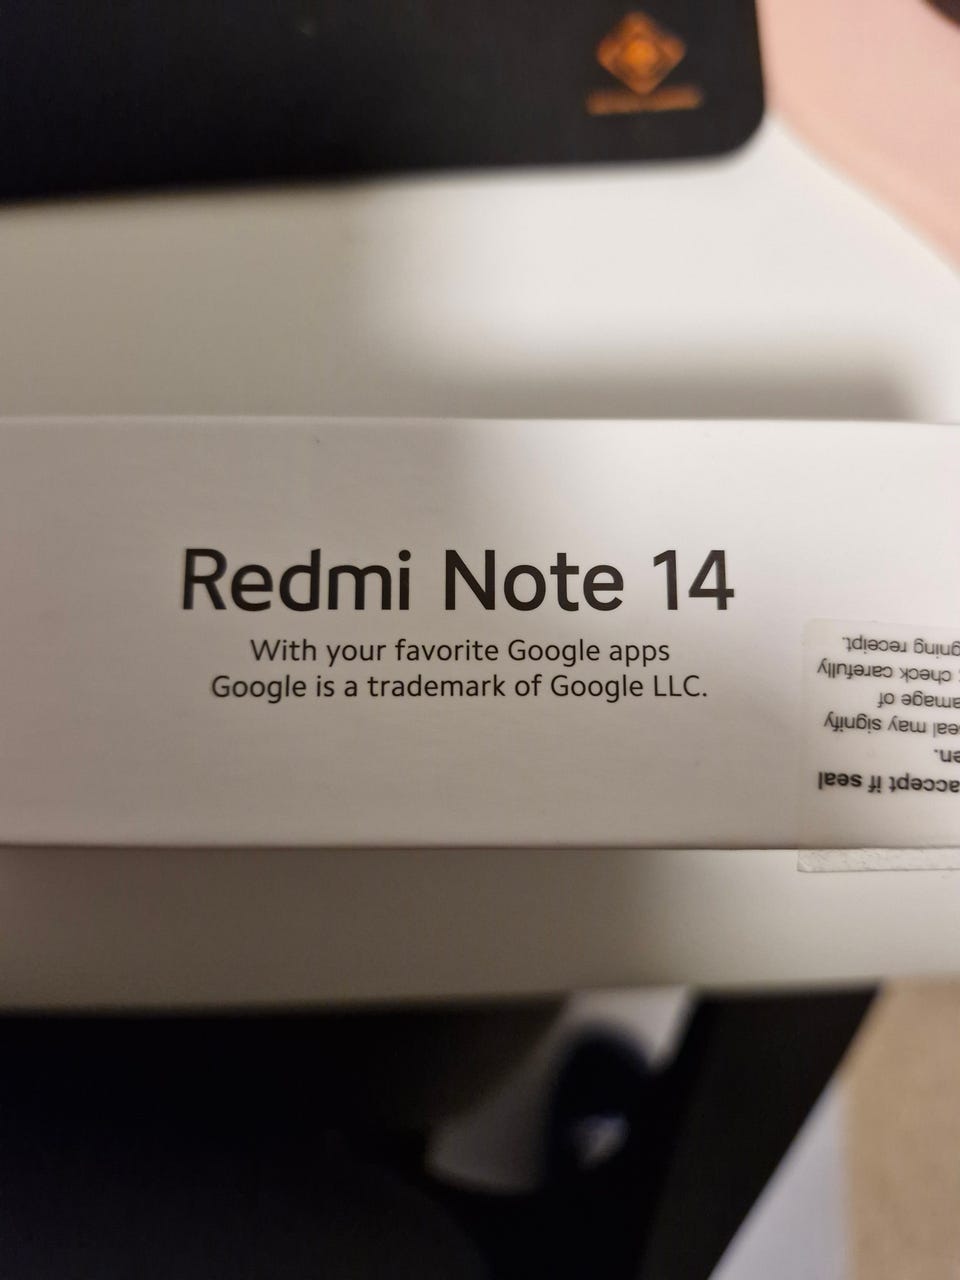 Redmi Note 14
With your favorite Google apps
Google is a trademark of Google LLC.
accept if seal
may signify
of
check carefully
receipt.